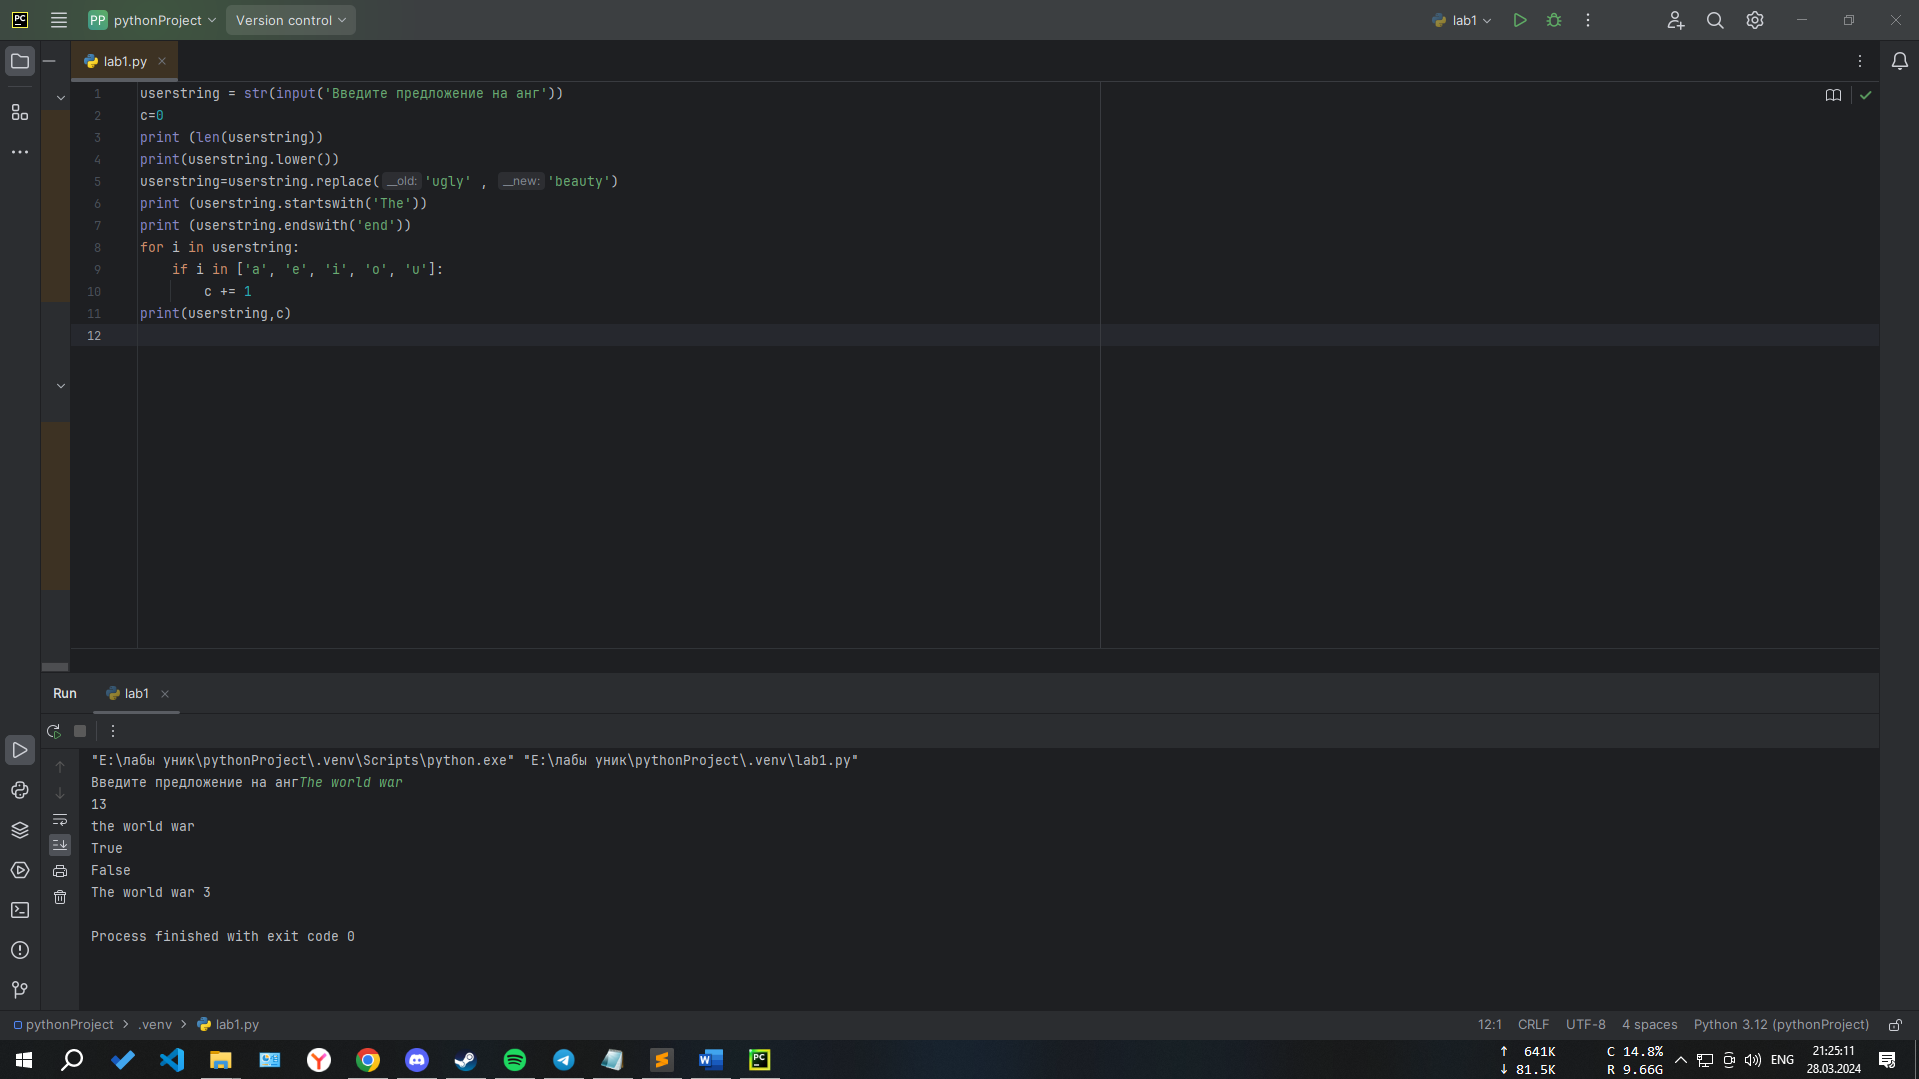 PC PP pythonProject Version control lab1
lab1.py
1 userstring = str(input('Введите предложение на анг'))
2 c=0
3 print (len(userstring))
4 print(userstring.lower())
5 userstring=userstring.replace( __old: 'ugly' , __new: 'beauty')
6 print (userstring.startswith('The'))
7 print (userstring.endswith('end'))
8 for i in userstring:
9 if i in ['a', 'e', 'i', 'o', 'u']:
10 c += 1
11 print(userstring,c)
12
Run lab1
"E:\лабы уник\pythonProject\.venv\Scripts\python.exe" "E:\лабы уник\pythonProject\.venv\lab1.py"
Введите предложение на англThe world war
13
the world war
True
False
The world war 3
Process finished with exit code 0
pythonProject > .venv > lab1.py 12:1 CRLF UTF-8 4 spaces Python 3.12 (pythonProject)
↑ 641K C 14.8% ENG 21:25:11
↓ 81.5K R 9.66G 28.03.2024